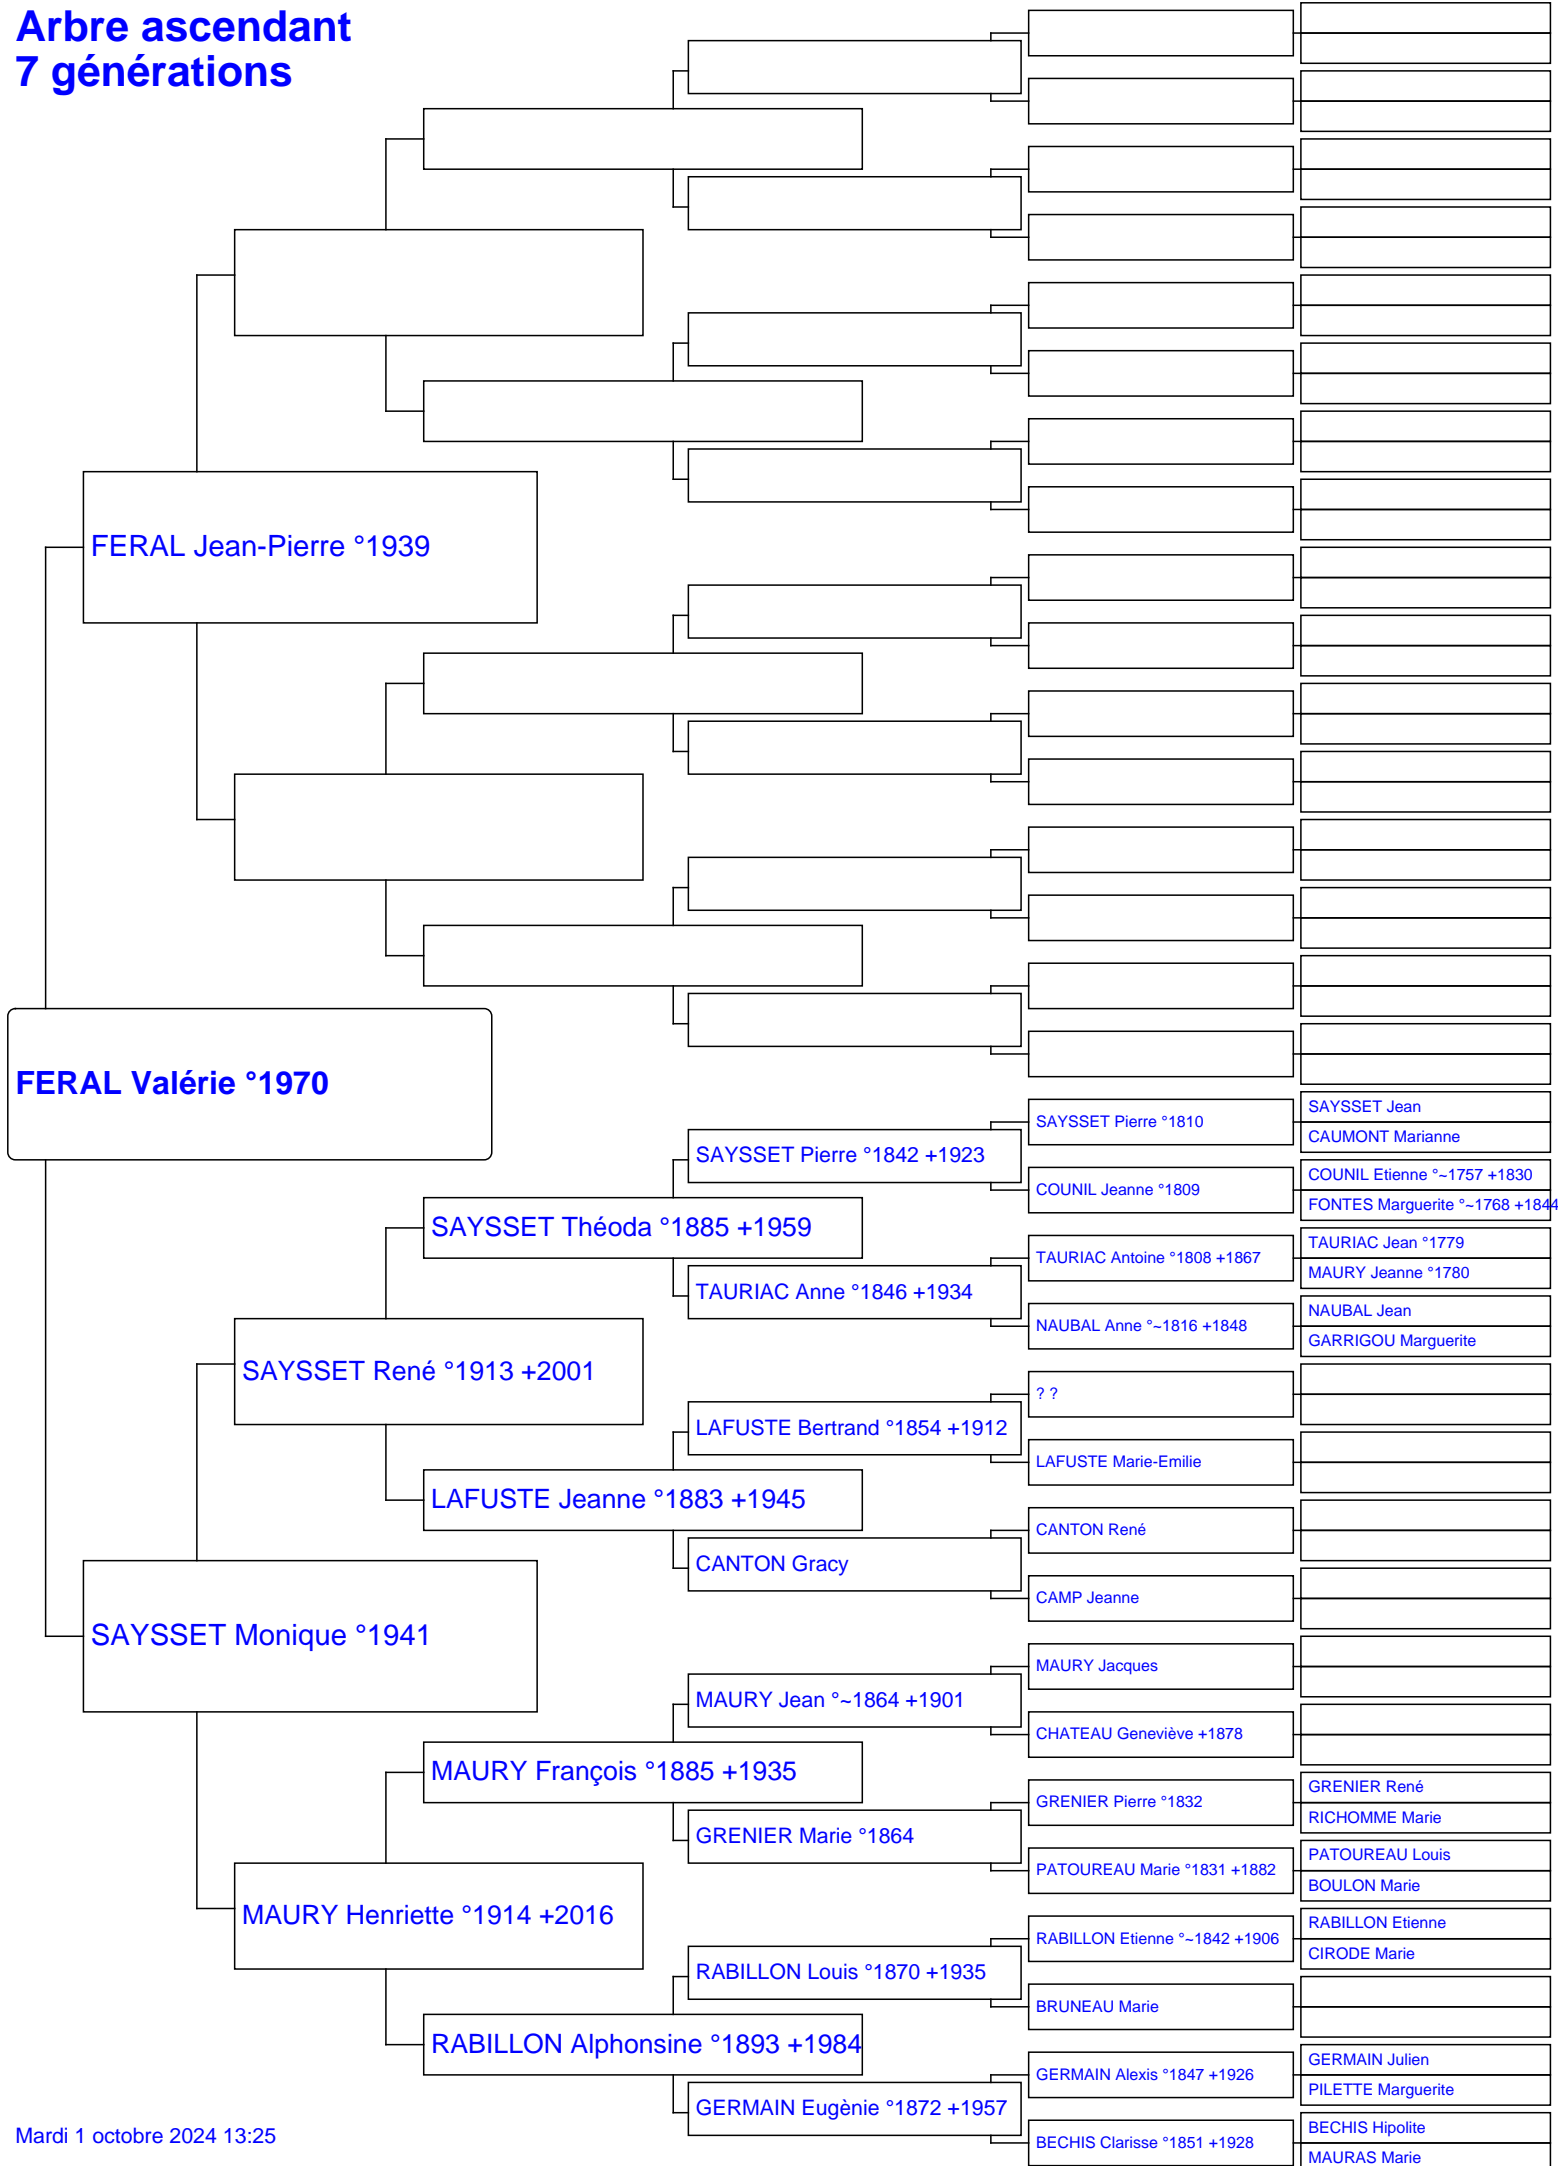 Arbre ascendant
7 générations
FERAL Jean-Pierre °1939
FERAL Valérie °1970
SAYSSET Jean
SAYSSET Pierre °1810
CAUMONT Marianne
SAYSSET Pierre °1842 +1923
COUNIL Etienne °~1757 +1830
COUNIL Jeanne °1809
FONTES Marguerite °~1768 +1844
SAYSSET Théoda °1885 +1959
TAURIAC Jean °1779
TAURIAC Antoine °1808 +1867
MAURY Jeanne °1780
TAURIAC Anne °1846 +1934
NAUBAL Jean
NAUBAL Anne °~1816 +1848
GARRIGOU Marguerite
SAYSSET René °1913 +2001
? ?
LAFUSTE Bertrand °1854 +1912
LAFUSTE Marie-Emilie
LAFUSTE Jeanne °1883 +1945
CANTON René
CANTON Gracy
CAMP Jeanne
SAYSSET Monique °1941
MAURY Jacques
MAURY Jean °~1864 +1901
CHATEAU Geneviève +1878
MAURY François °1885 +1935
GRENIER René
GRENIER Pierre °1832
RICHOMME Marie
GRENIER Marie °1864
PATOUREAU Louis
PATOUREAU Marie °1831 +1882
BOULON Marie
MAURY Henriette °1914 +2016
RABILLON Etienne
RABILLON Etienne °~1842 +1906
CIRODE Marie
RABILLON Louis °1870 +1935
BRUNEAU Marie
RABILLON Alphonsine °1893 +1984
GERMAIN Julien
GERMAIN Alexis °1847 +1926
PILETTE Marguerite
GERMAIN Eugènie °1872 +1957
BECHIS Hipolite
BECHIS Clarisse °1851 +1928
MAURAS Marie
Mardi 1 octobre 2024 13:25